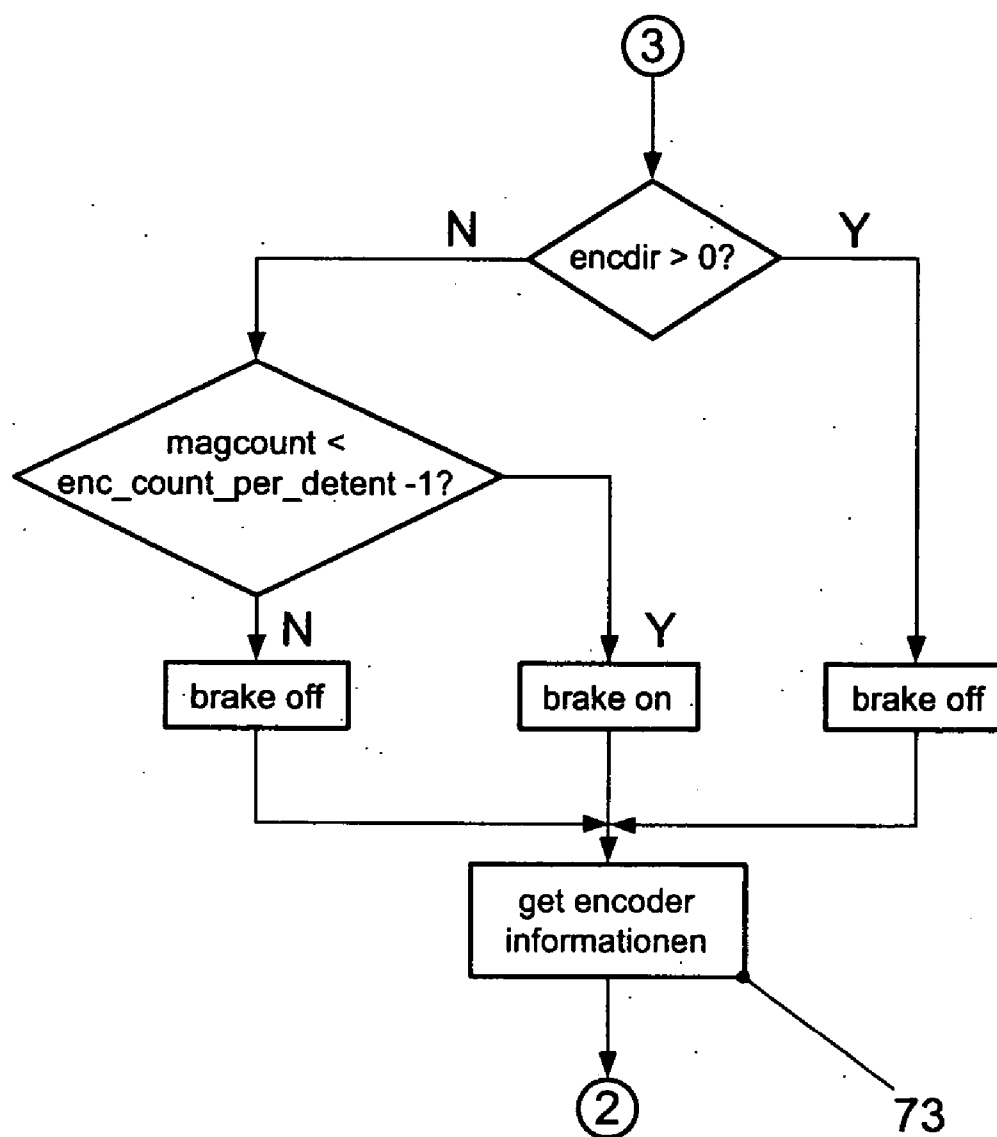 3
encdir > 0?
N
Y
magcount <
enc_count_per_detent -1?
N
Y
brake off
brake on
brake off
get encoder
informationen
2
73